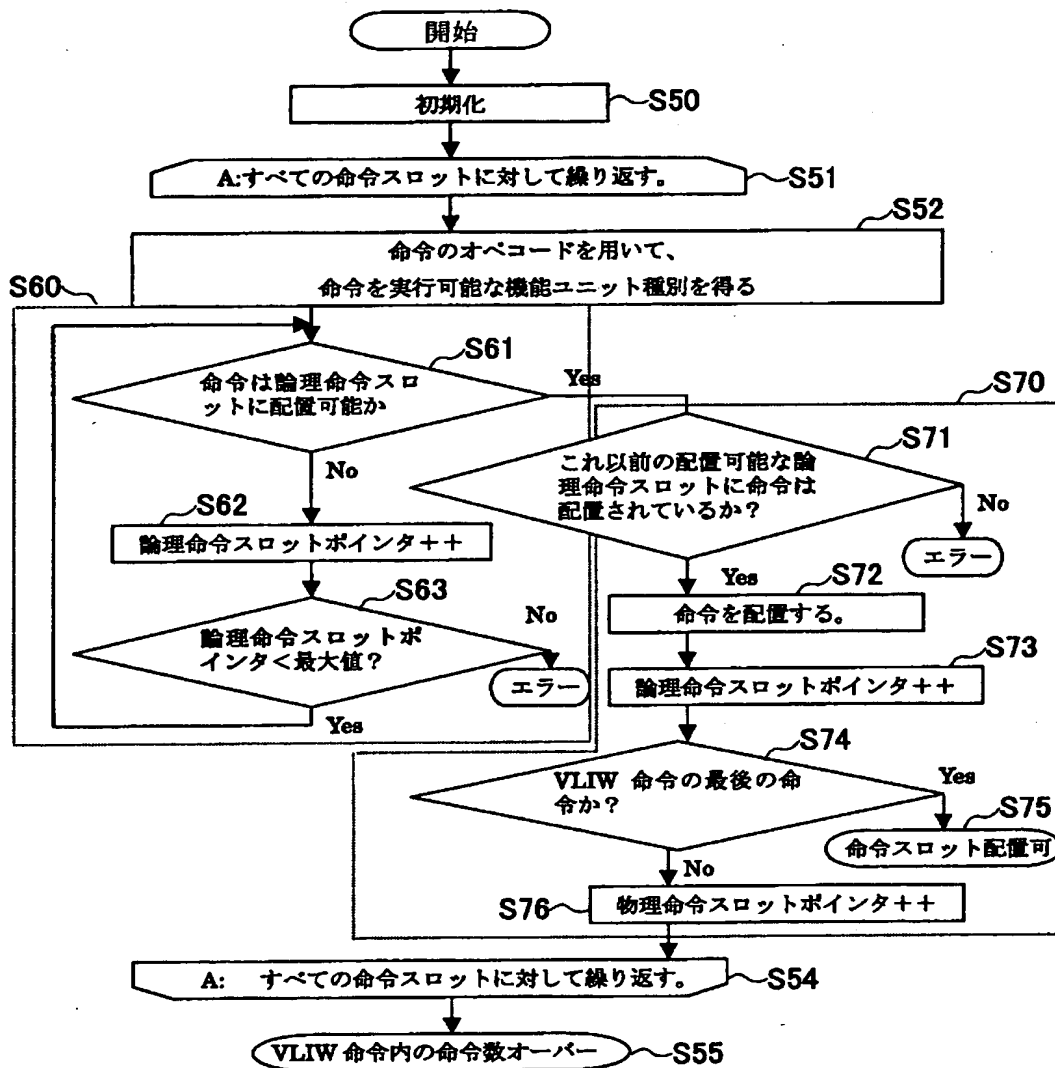 開始
初期化
S50
A:すべての命令スロットに対して繰り返す。
S51
S52
命令のオペコードを用いて、
命令を実行可能な機能ユニット種別を得る
S60
S61
命令は論理命令スロ
ットに配置可能か
Yes
S70
S71
これ以前の配置可能な論
理命令スロットに命令は
配置されているか?
No
No
エラー
S62
論理命令スロットポインタ++
Yes
S72
命令を配置する。
S63
論理命令スロットポ
インタ<最大値?
No
エラー
Yes
S73
論理命令スロットポインタ++
S74
VLIW 命令の最後の命
令か?
Yes
S75
命令スロット配置可
No
S76
物理命令スロットポインタ++
A: すべての命令スロットに対して繰り返す。
S54
VLIW 命令内の命令数オーバー
S55